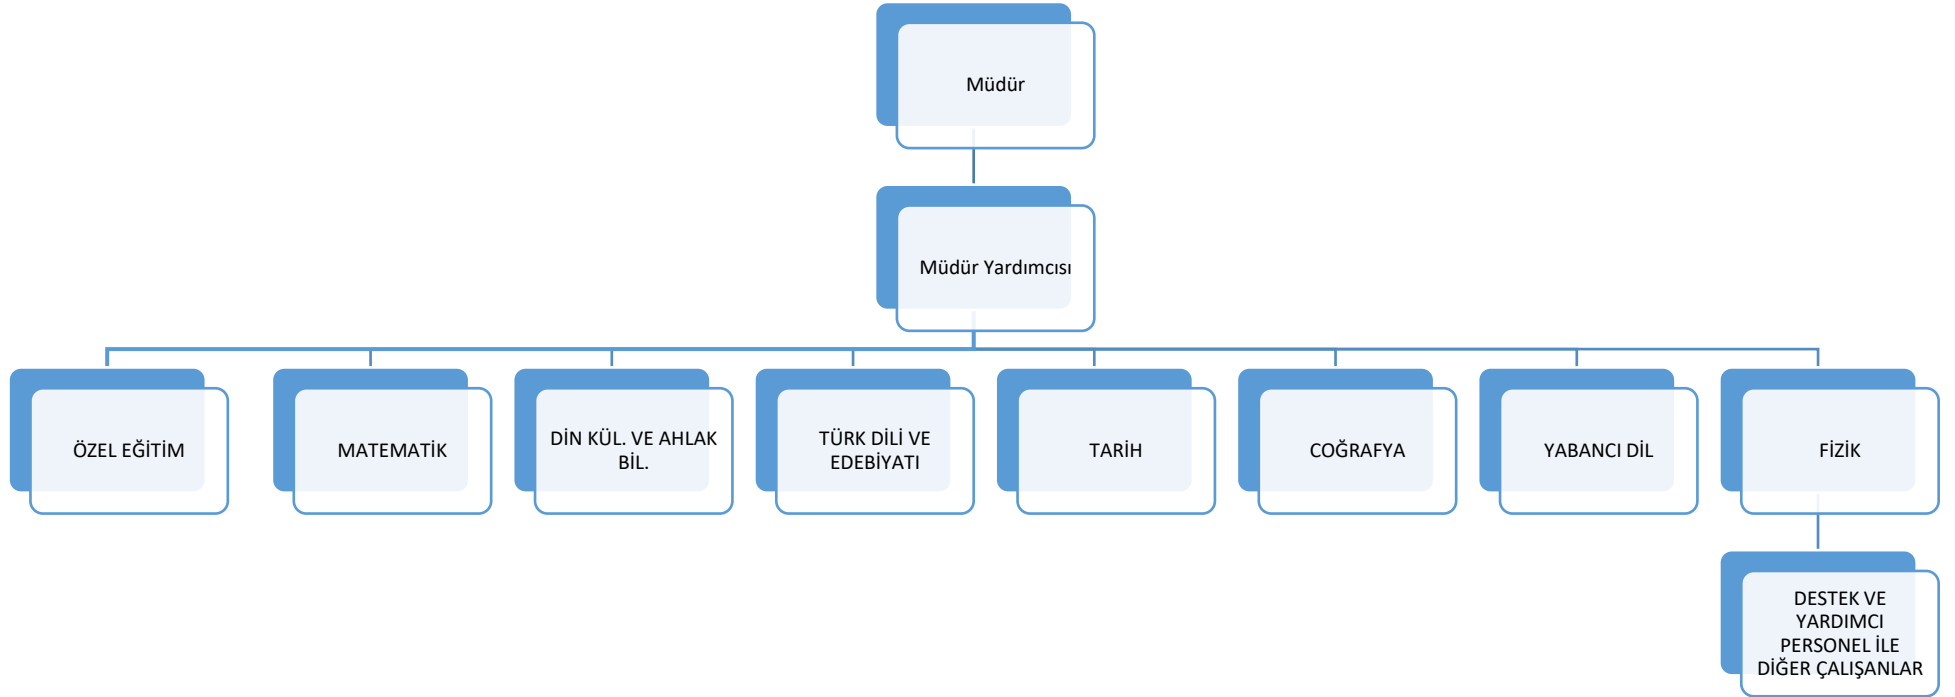 Müdür
Müdür Yardımcısı
ÖZEL EĞİTİM
MATEMATİK
DİN KÜL. VE AHLAK
BİL.
TÜRK DİLİ VE
EDEBİYATI
TARİH
COĞRAFYA
YABANCI DİL
FİZİK
DESTEK VE
YARDIMCI
PERSONEL İLE
DİĞER ÇALIŞANLAR